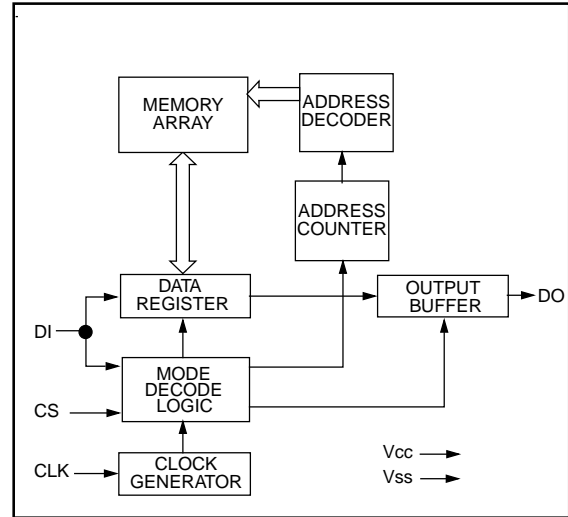 MEMORY
ARRAY
ADDRESS
DECODER
ADDRESS
COUNTER
DATA
REGISTER
OUTPUT
BUFFER
DO
DI
MODE
DECODE
LOGIC
CS
CLK
CLOCK
GENERATOR
Vcc
Vss